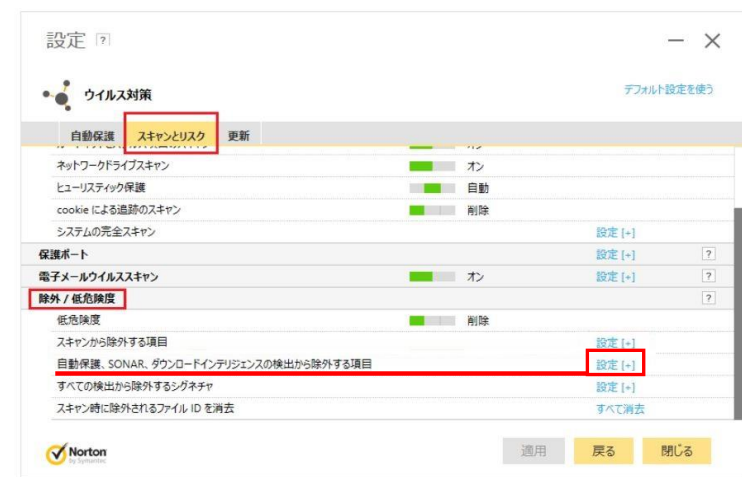 設定 ?
ウイルス対策
デフォルト設定を使う
自動保護 スキャンとリスク 更新
ネットワークドライブスキャン オン
ヒューリスティック保護 自動
cookie による追跡のスキャン 削除
システムの完全スキャン 設定 [+]
保護ポート 設定 [+] ?
電子メールウイルススキャン オン 設定 [+] ?
除外 / 低危険度 ?
低危険度 削除
スキャンから除外する項目 設定 [+]
自動保護、SONAR、ダウンロードインテリジェンスの検出から除外する項目 設定 [+]
すべての検出から除外するシグネチャ 設定 [+]
スキャン時に除外されるファイル ID を消去 すべて消去
Norton
by Symantec
適用 戻る 閉じる